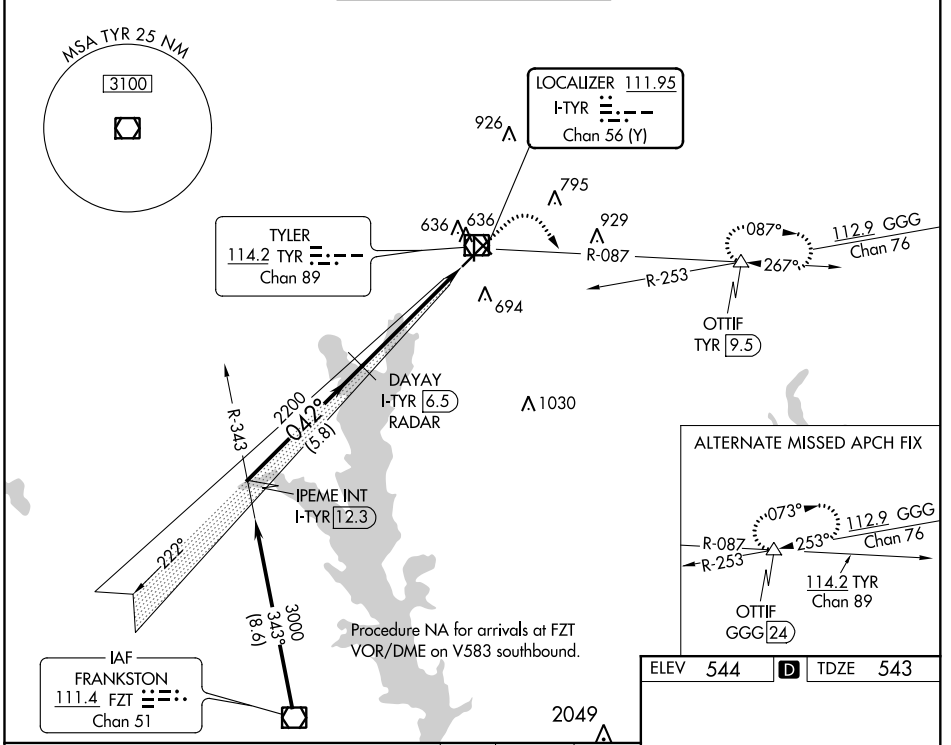 MSA TYR 25 NM
3100
LOCALIZER 111.95
I-TYR
Chan 56 (Y)
926
795
636
636
929
TYLER
114.2 TYR
Chan 89
R-087
087°
112.9 GGG
Chan 76
R-253
267°
694
OTTIF
TYR 9.5
DAYAY
I-TYR 6.5
RADAR
1030
R-343
2200
042°
(5.8)
IPEME INT
I-TYR 12.3
222°
3000
343°
(8.6)
Procedure NA for arrivals at FZT
VOR/DME on V583 southbound.
IAF
FRANKSTON
111.4 FZT
Chan 51
2049
ALTERNATE MISSED APCH FIX
073°
112.9 GGG
Chan 76
R-087
253°
R-253
114.2 TYR
Chan 89
OTTIF
GGG 24
ELEV 544 D TDZE 543